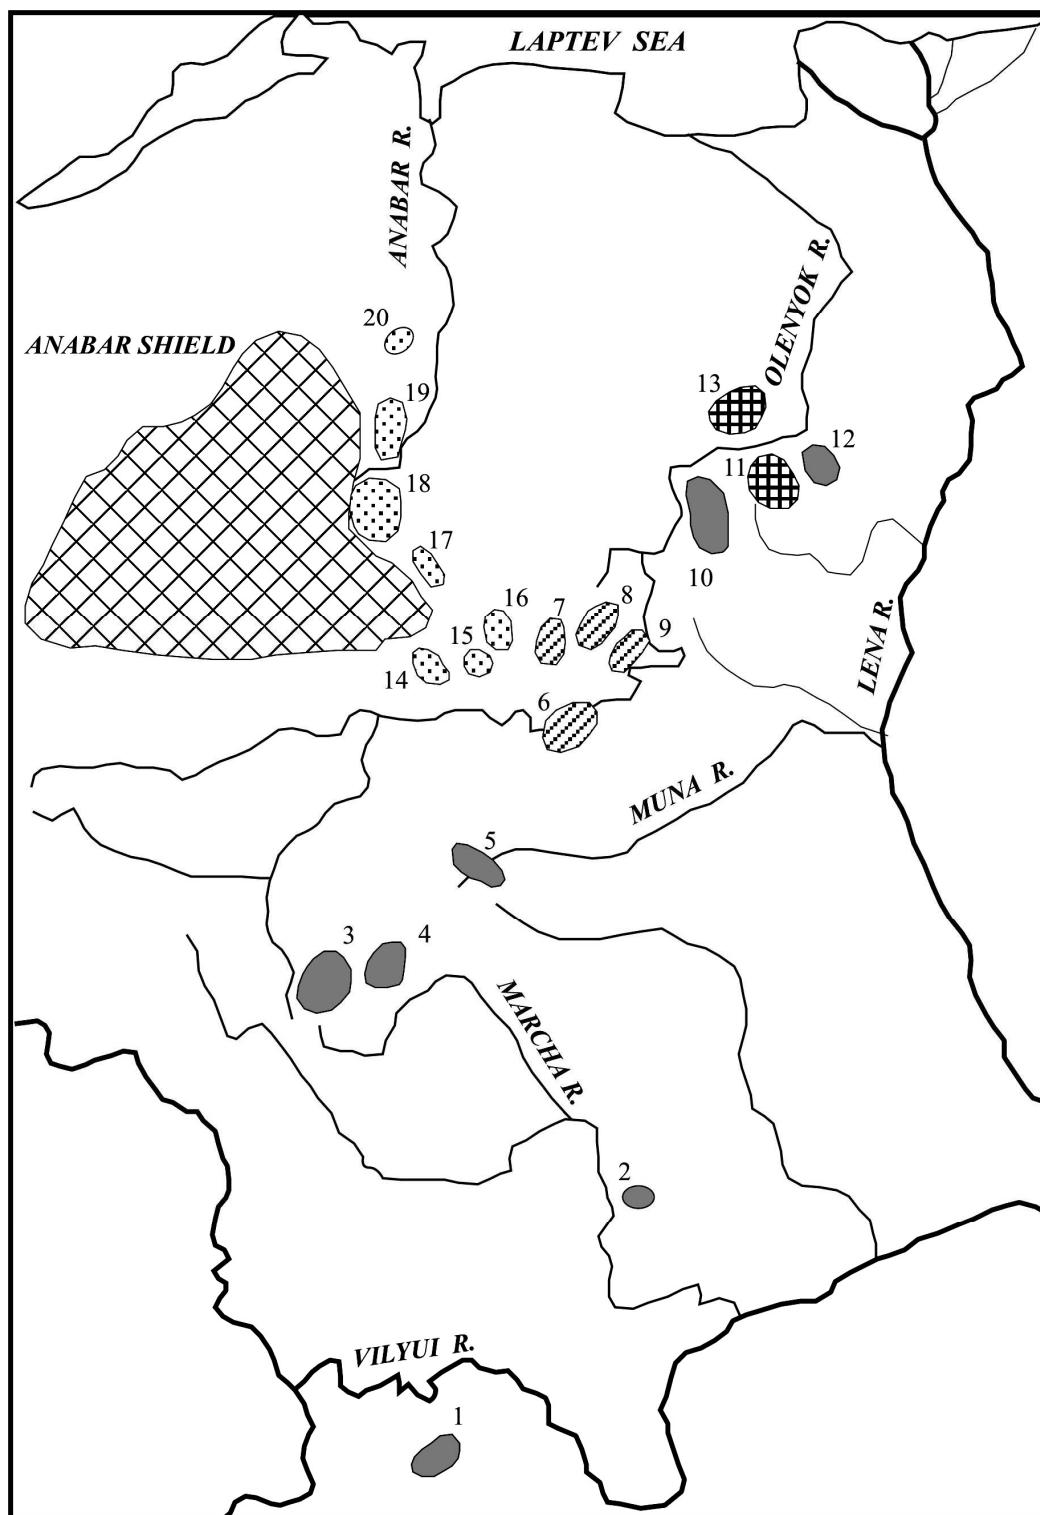 LAPTEV SEA
ANABAR R.
OLENYOK R.
20
ANABAR SHIELD
19
13
12
11
18
17
10
16
7
8
9
15
14
6
LENA R.
MUNA R.
5
3
4
MARCHA R.
2
VILYUI R.
1